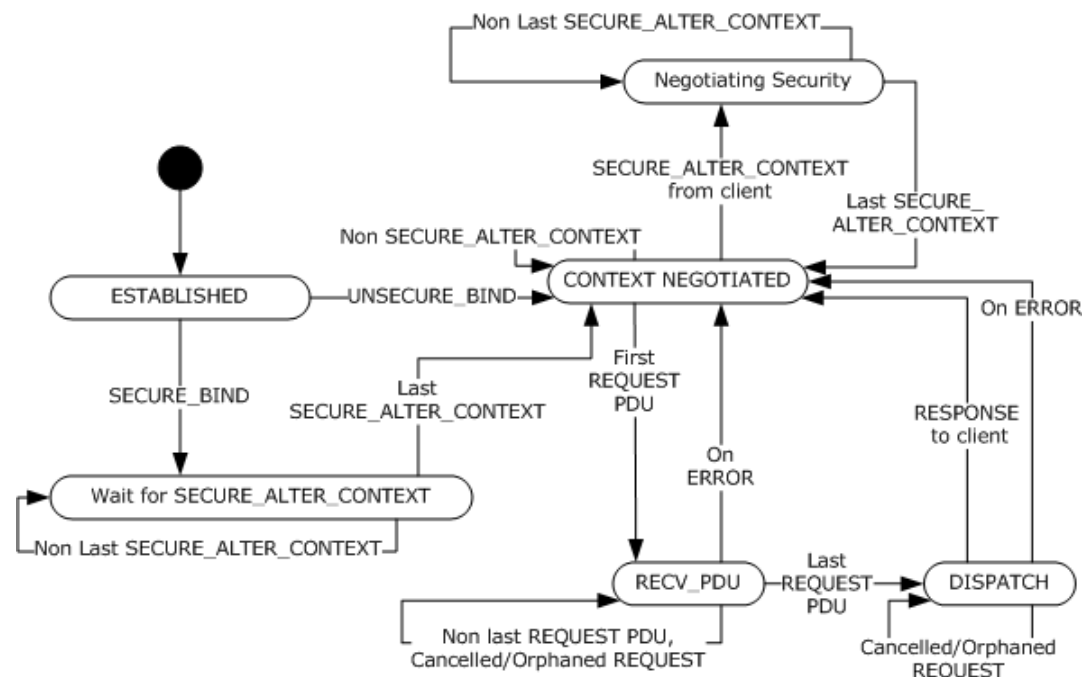 Non Last SECURE_ALTER_CONTEXT
Negotiating Security
SECURE_ALTER_CONTEXT
from client
Last SECURE_
ALTER_CONTEXT
Non SECURE_ALTER_CONTEXT
CONTEXT NEGOTIATED
ESTABLISHED
UNSECURE_BIND
On ERROR
First
REQUEST
PDU
SECURE_BIND
Last
SECURE_ALTER_CONTEXT
RESPONSE
to client
On
ERROR
Wait for SECURE_ALTER_CONTEXT
Non Last SECURE_ALTER_CONTEXT
RECV_PDU
Last
REQUEST
PDU
DISPATCH
Non last REQUEST PDU,
Cancelled/Orphaned REQUEST
Cancelled/Orphaned
REQUEST